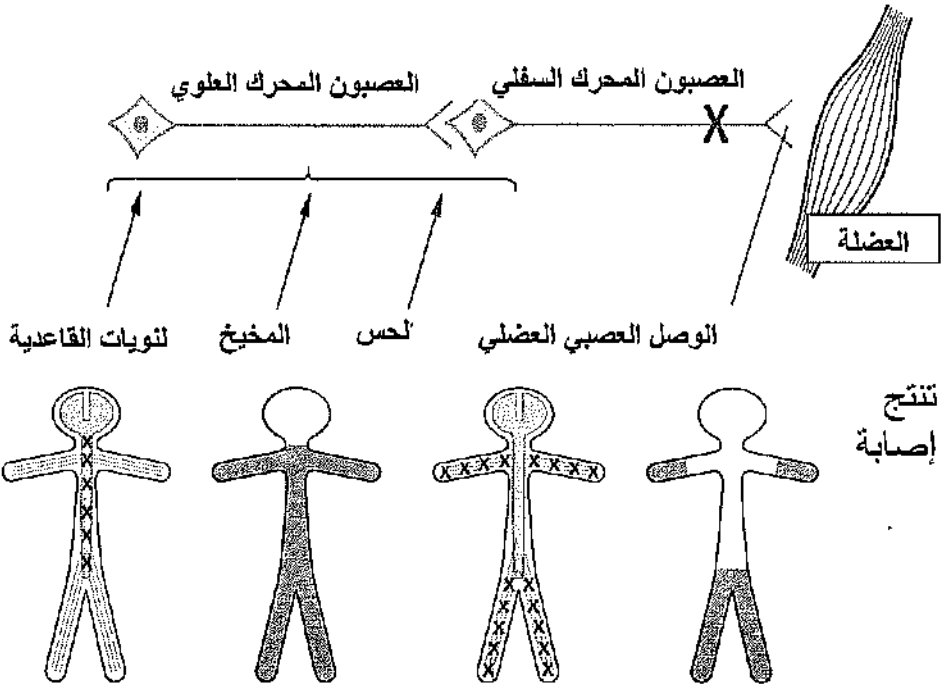 العصبون المحرك السفلي
العصبون المحرك العلوي
X
العضلة
الوصل العصبي العضلي
لحس
المخيخ
لنويات القاعدية
تنتج
إصابة